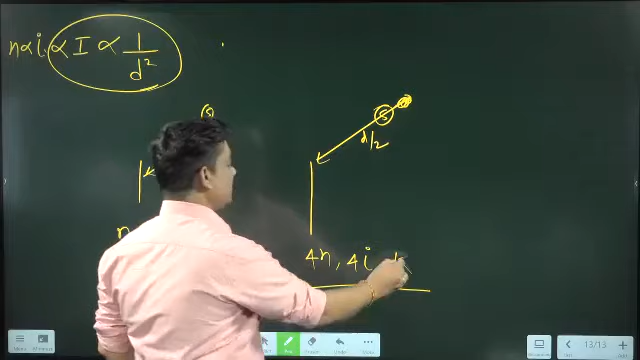 n∝i ∝ I ∝ 1/d²
S
d/2
n
4n, 4i
13/13